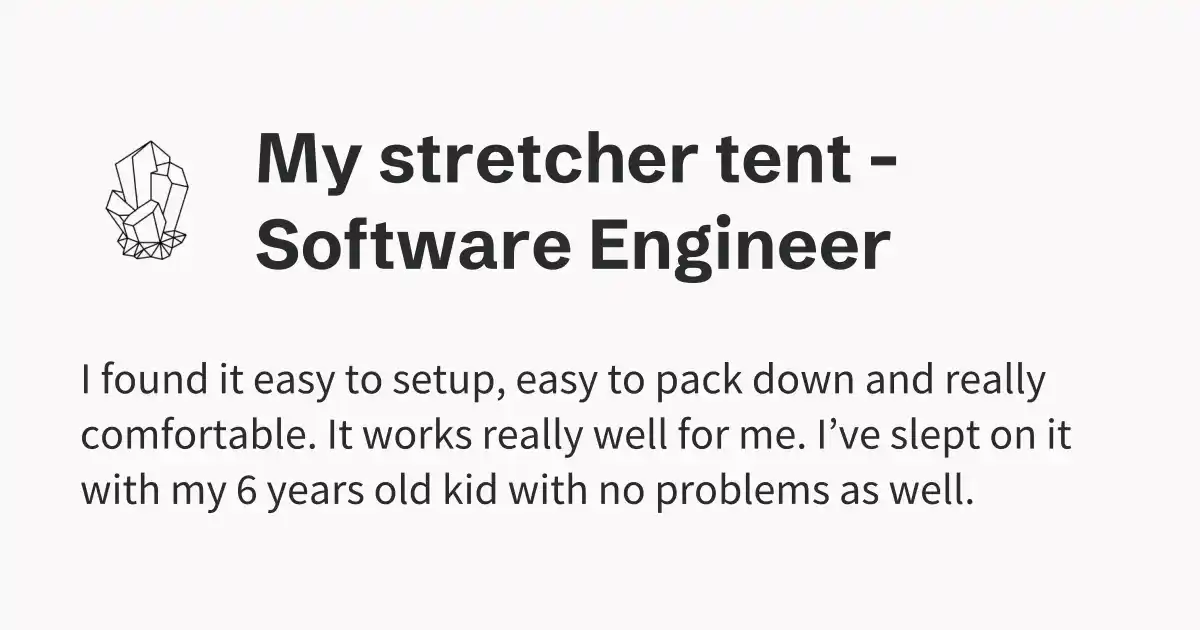 My stretcher tent -
Software Engineer
I found it easy to setup, easy to pack down and really
comfortable. It works really well for me. I’ve slept on it
with my 6 years old kid with no problems as well.